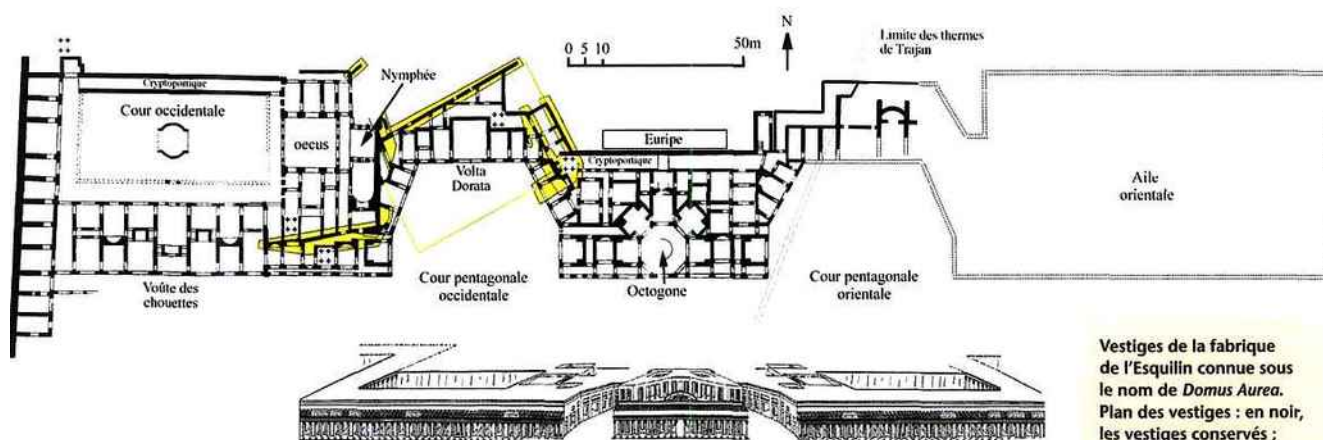 Nymphée
0 5 10 50m
N
Limite des thermes
de Trajan
Cryptoportique
Cour occidentale
oecus
Volta
Dorata
Euripe
Cryptoportique
Aile
orientale
Voûte des
chouettes
Cour pentagonale
occidentale
Octogone
Cour pentagonale
orientale
Vestiges de la fabrique
de l'Esquilin connue sous
le nom de Domus Aurea.
Plan des vestiges : en noir,
les vestiges conservés ;